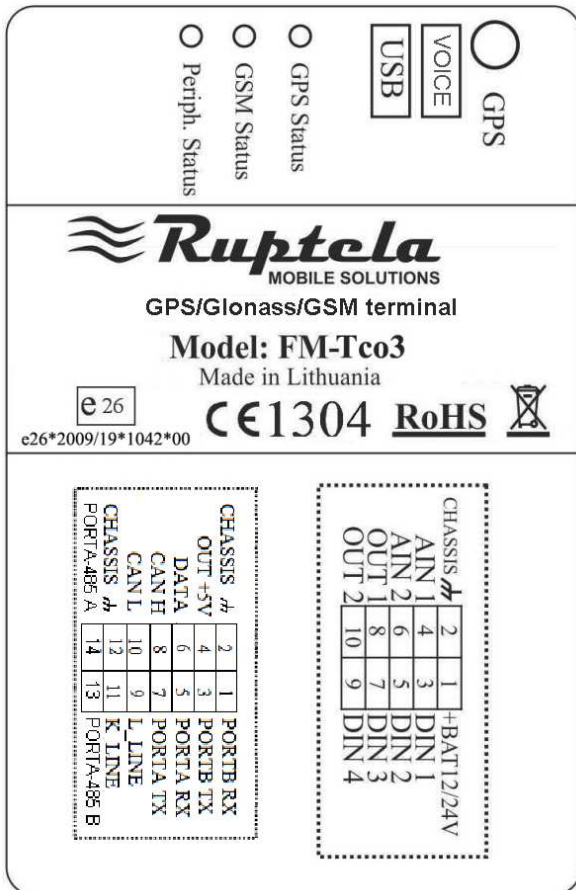 GPS
VOICE
USB
GPS Status
GSM Status
Periph. Status
Ruptela
MOBILE SOLUTIONS
GPS/Glonass/GSM terminal
Model: FM-Tco3
Made in Lithuania
e 26
e26*2009/19*1042*00
CE1304 RoHS
CHASSIS 2 1 PORTB RX
OUT +5V 4 3 PORTB TX
DATA 6 5 PORTA RX
CAN H 8 7 PORTA TX
CAN L 10 9 L_LINE
CHASSIS 12 11 K_LINE
PORTA-485 A 14 13 PORTA-485 B
CHASSIS 2 1 +BAT12/24V
AIN 1 4 3 DIN 1
AIN 2 6 5 DIN 2
OUT 1 8 7 DIN 3
OUT 2 10 9 DIN 4